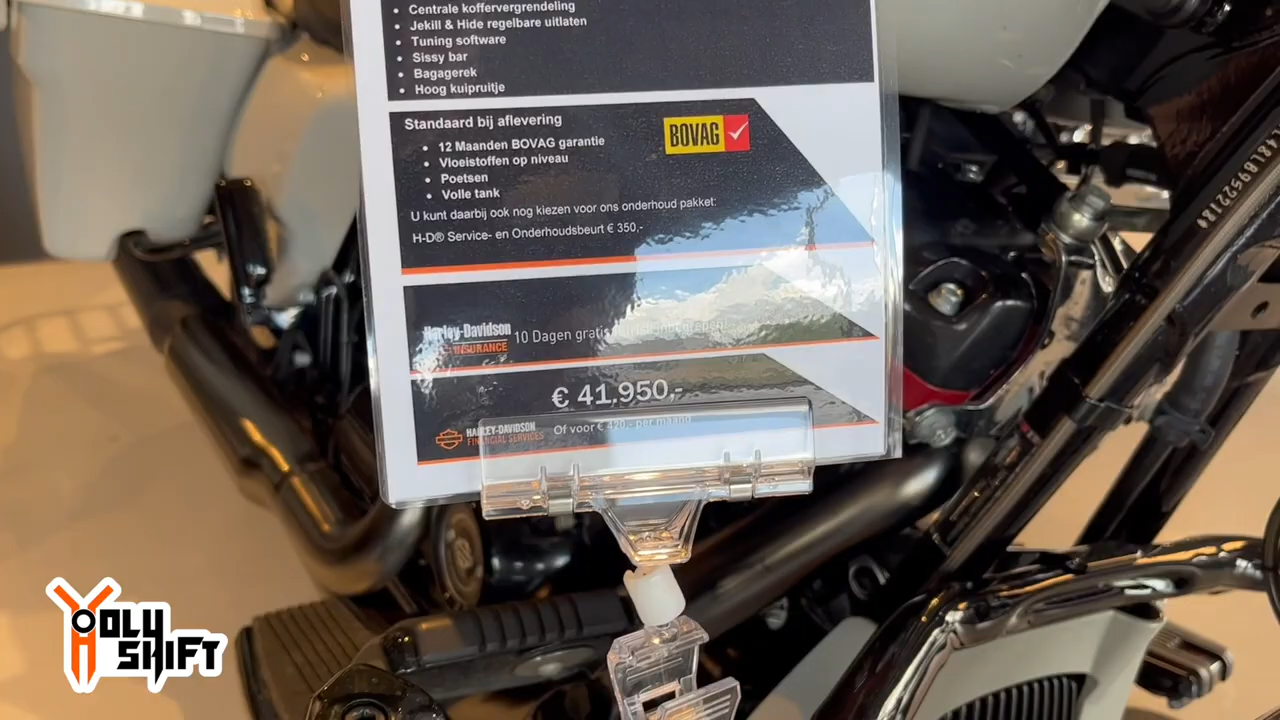 Centrale koffervergrendeling
Jekill & Hide regelbare uitlaten
Tuning software
Sissy bar
Bagagerek
Hoog kuipruitje
Standaard bij aflevering
BOVAG
12 Maanden BOVAG garantie
Vloeistoffen op niveau
Poetsen
Volle tank
U kunt daarbij ook nog kiezen voor ons onderhoud pakket:
H-D® Service- en Onderhoudsbeurt € 350,-
Harley-Davidson
INSURANCE
10 Dagen gratis
€ 41,950,-
HARLEY-DAVIDSON
FINANCIAL SERVICES
Of voor € 420,- per maand
YOLY
SHIFT